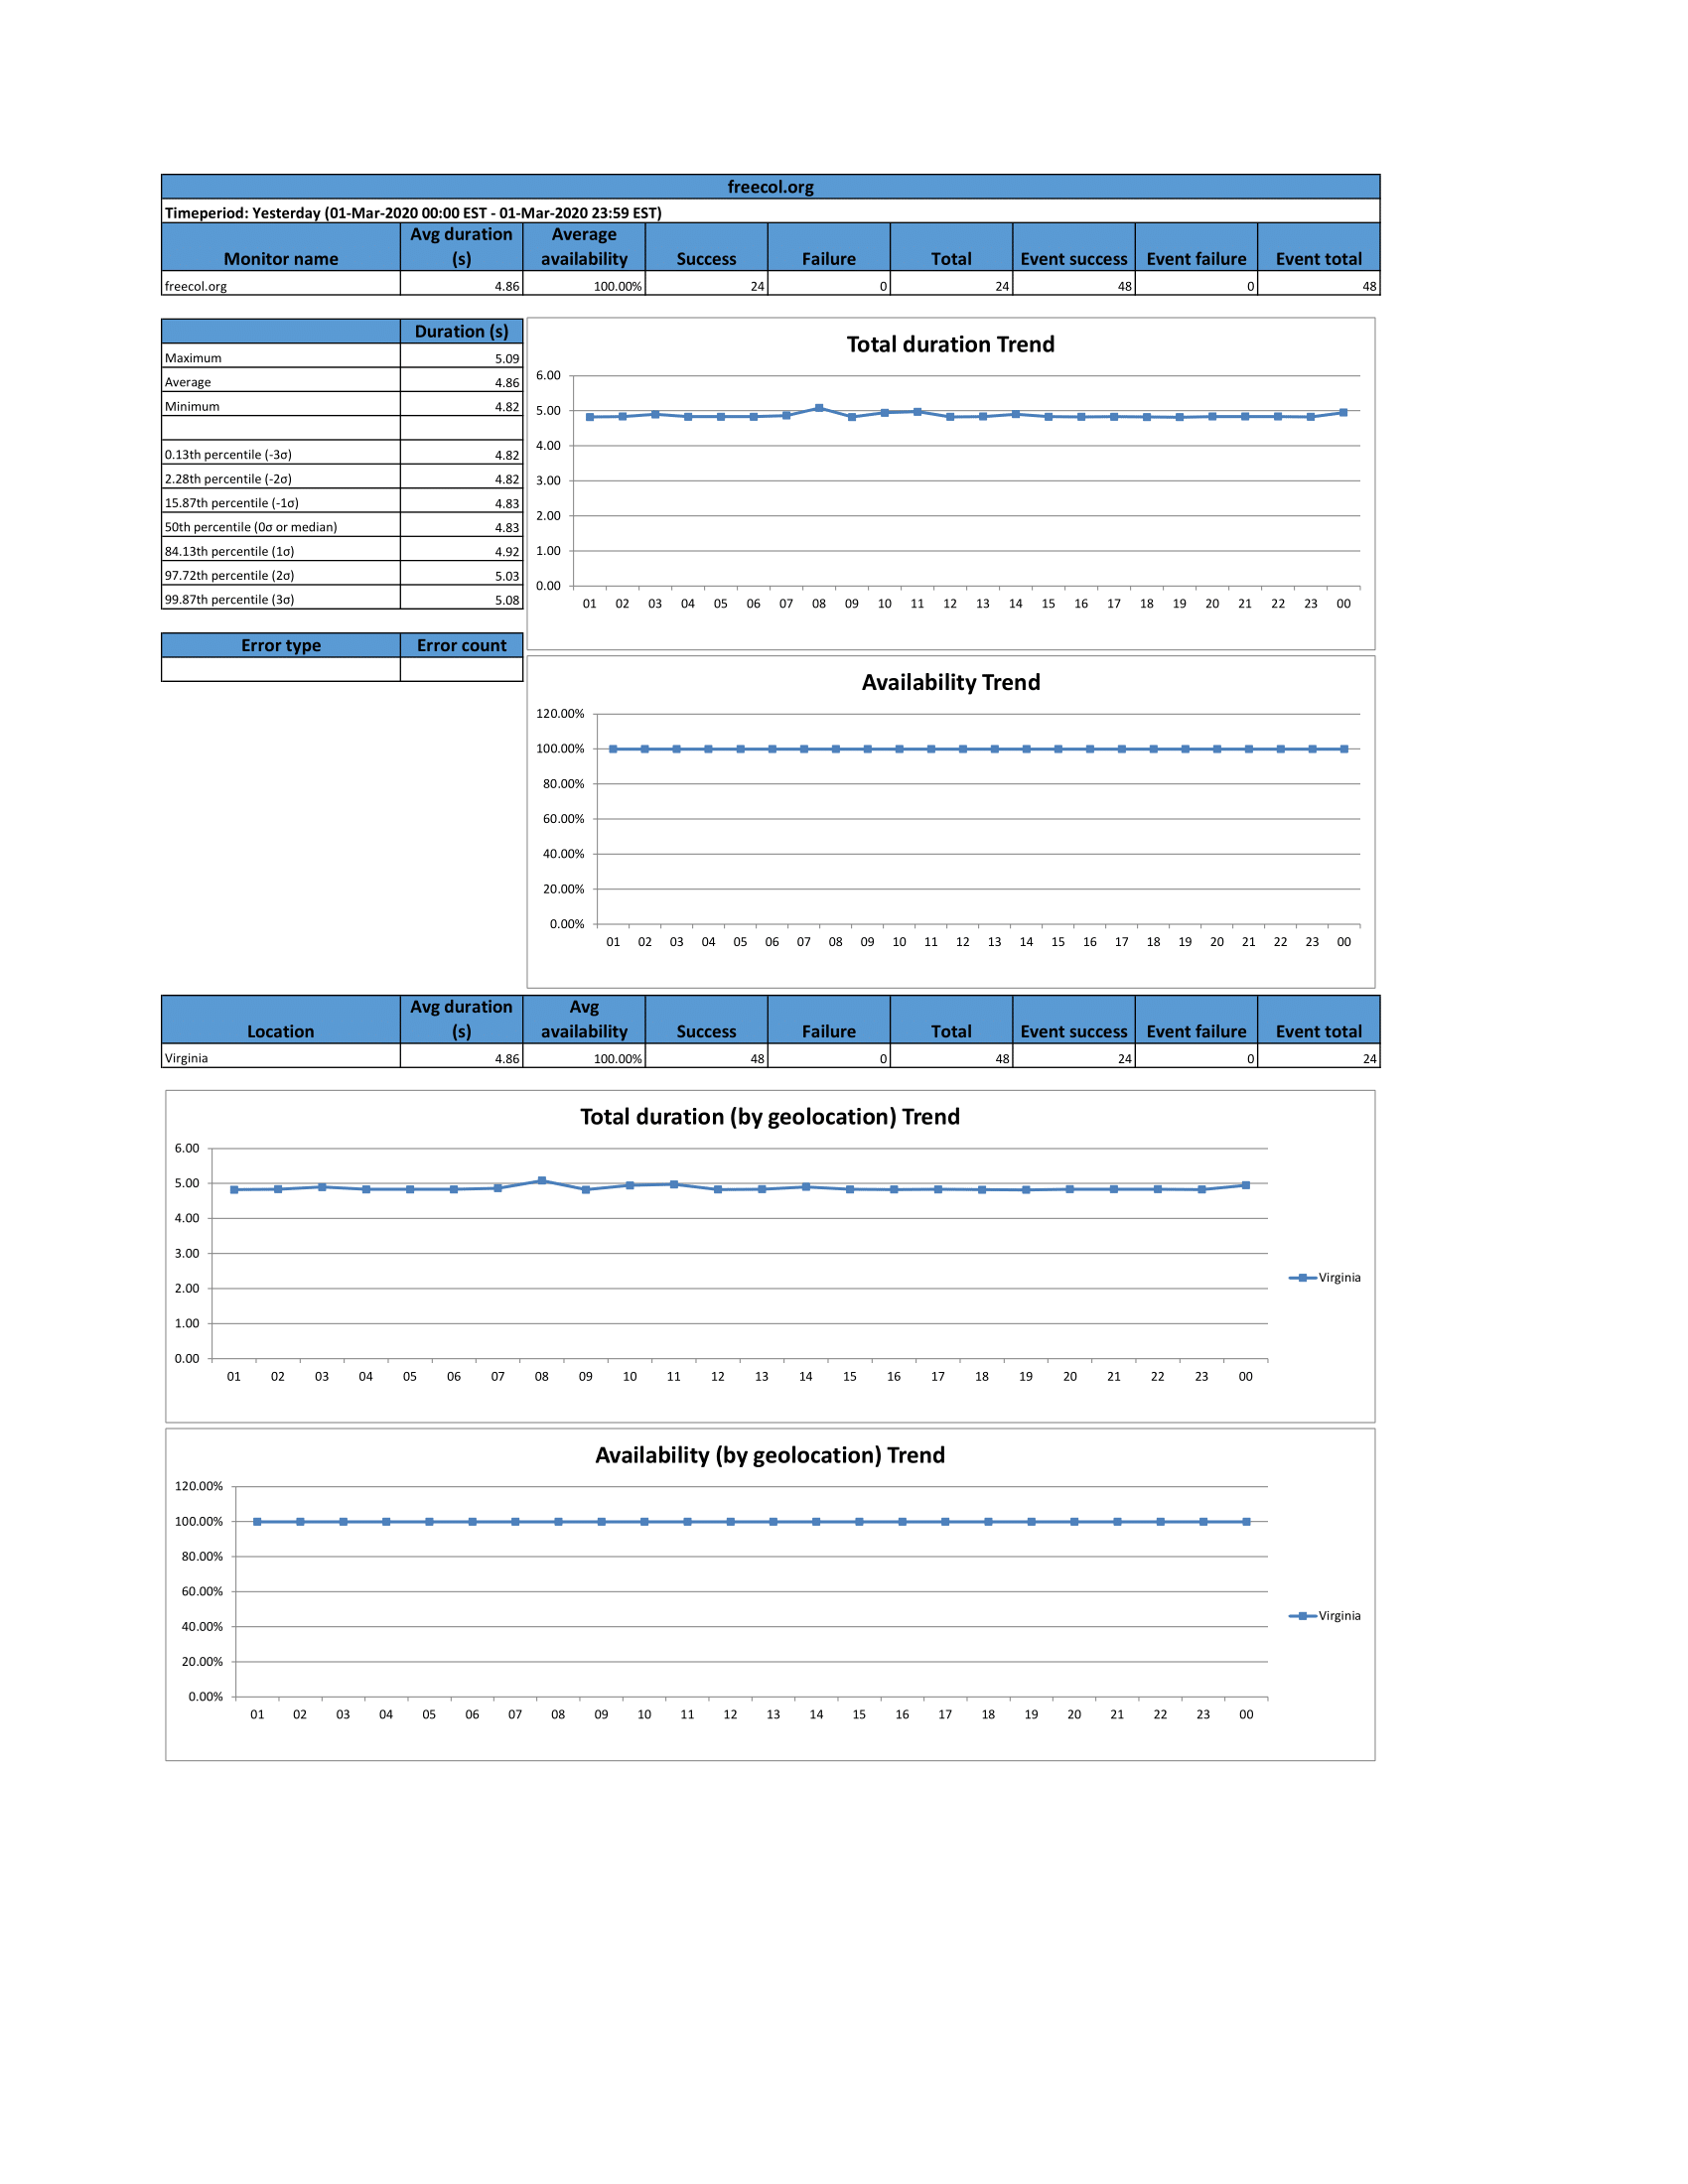 freecol.org
Timeperiod: Yesterday (01-Mar-2020 00:00 EST - 01-Mar-2020 23:59 EST)
Monitor name Avg duration (s) Average availability Success Failure Total Event success Event failure Event total
freecol.org 4.86 100.00% 24 0 24 48 0 48
Duration (s)
Maximum 5.09
Average 4.86
Minimum 4.82
0.13th percentile (-3σ) 4.82
2.28th percentile (-2σ) 4.82
15.87th percentile (-1σ) 4.83
50th percentile (0σ or median) 4.83
84.13th percentile (1σ) 4.92
97.72th percentile (2σ) 5.03
99.87th percentile (3σ) 5.08
Error type Error count
Total duration Trend
6.00
5.00
4.00
3.00
2.00
1.00
0.00
01 02 03 04 05 06 07 08 09 10 11 12 13 14 15 16 17 18 19 20 21 22 23 00
Availability Trend
120.00%
100.00%
80.00%
60.00%
40.00%
20.00%
0.00%
01 02 03 04 05 06 07 08 09 10 11 12 13 14 15 16 17 18 19 20 21 22 23 00
Location Avg duration (s) Avg availability Success Failure Total Event success Event failure Event total
Virginia 4.86 100.00% 48 0 48 24 0 24
Total duration (by geolocation) Trend
6.00
5.00
4.00
3.00
2.00
1.00
0.00
01 02 03 04 05 06 07 08 09 10 11 12 13 14 15 16 17 18 19 20 21 22 23 00
Virginia
Availability (by geolocation) Trend
120.00%
100.00%
80.00%
60.00%
40.00%
20.00%
0.00%
01 02 03 04 05 06 07 08 09 10 11 12 13 14 15 16 17 18 19 20 21 22 23 00
Virginia